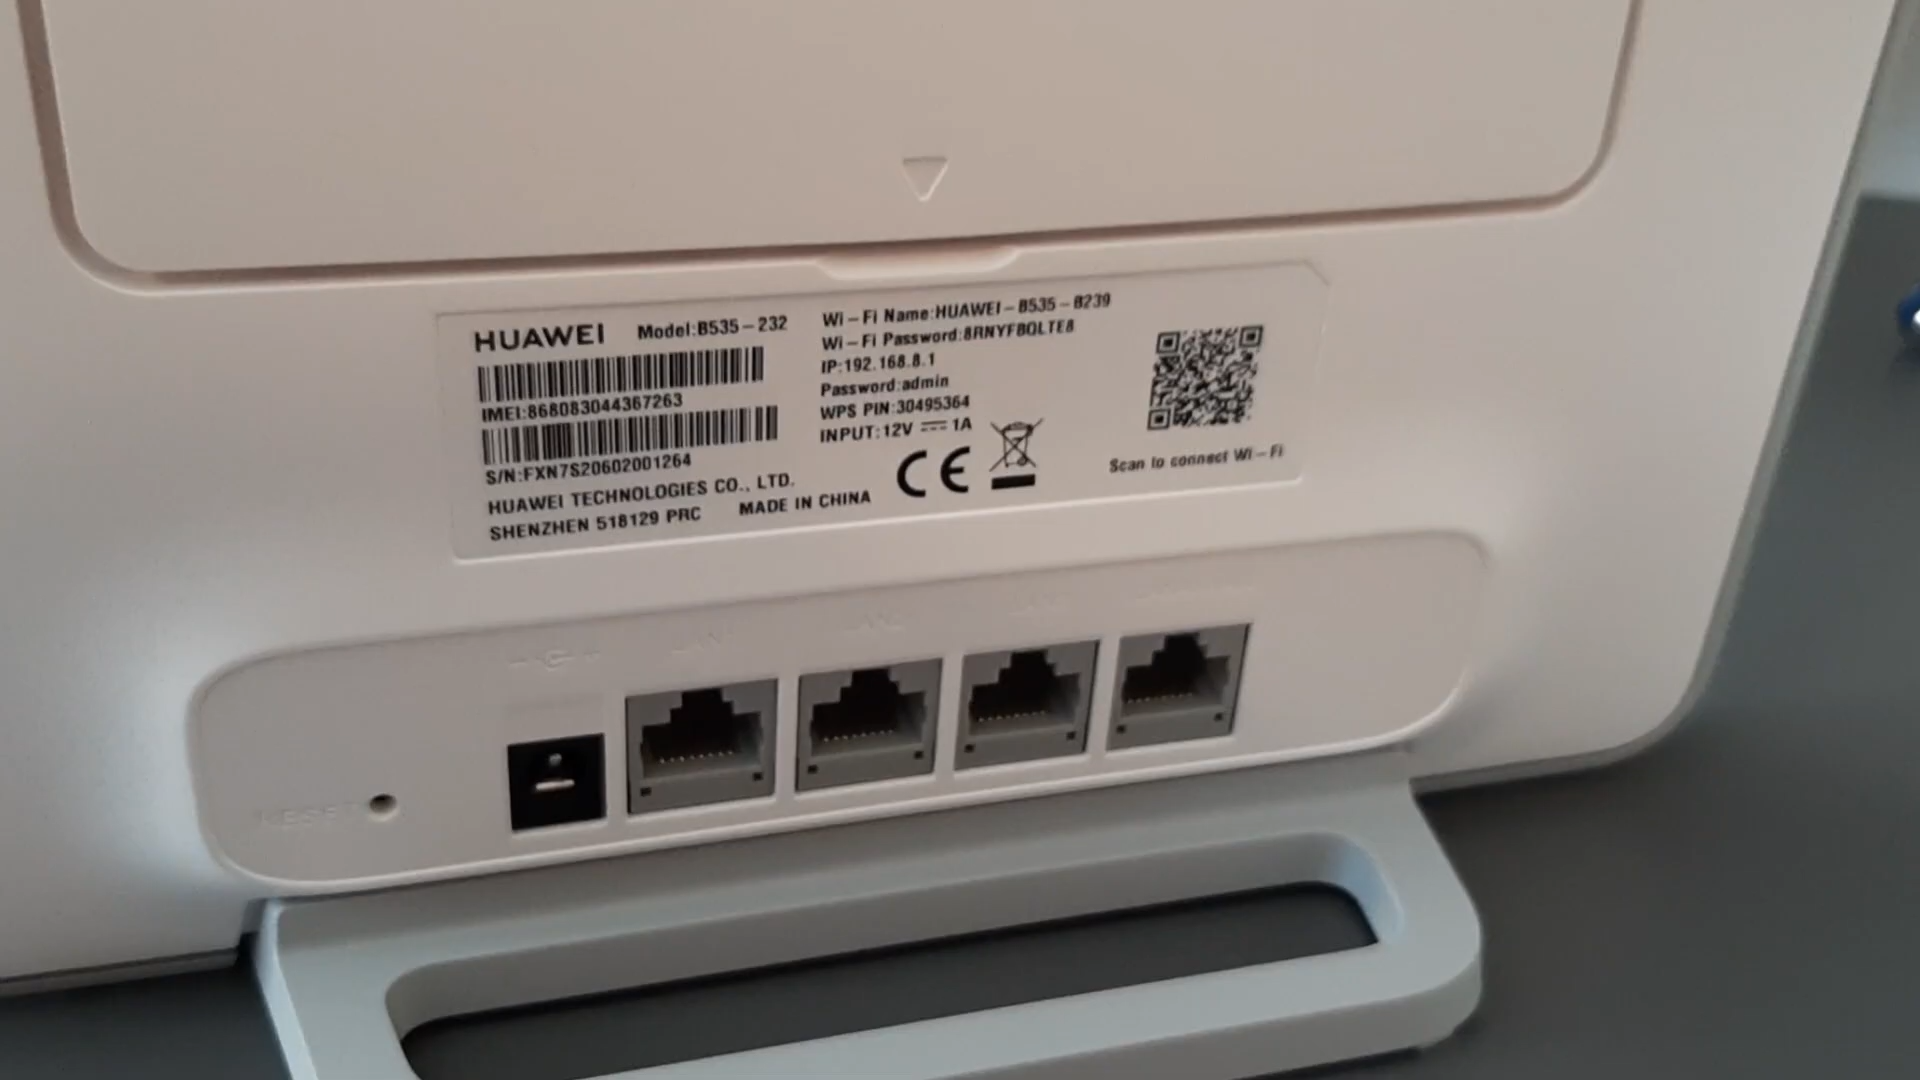 HUAWEI Model:B535-232
IMEI:868083044367263
S/N:FXN7S20602001264
HUAWEI TECHNOLOGIES CO., LTD.
SHENZHEN 518129 PRC MADE IN CHINA
Wi-Fi Name:HUAWEI-B535-B239
Wi-Fi Password:8RNYFBQLTE8
IP:192.168.8.1
Password:admin
WPS PIN:30495364
INPUT:12V ⎓ 1A
CE
Scan to connect Wi-Fi
RESET